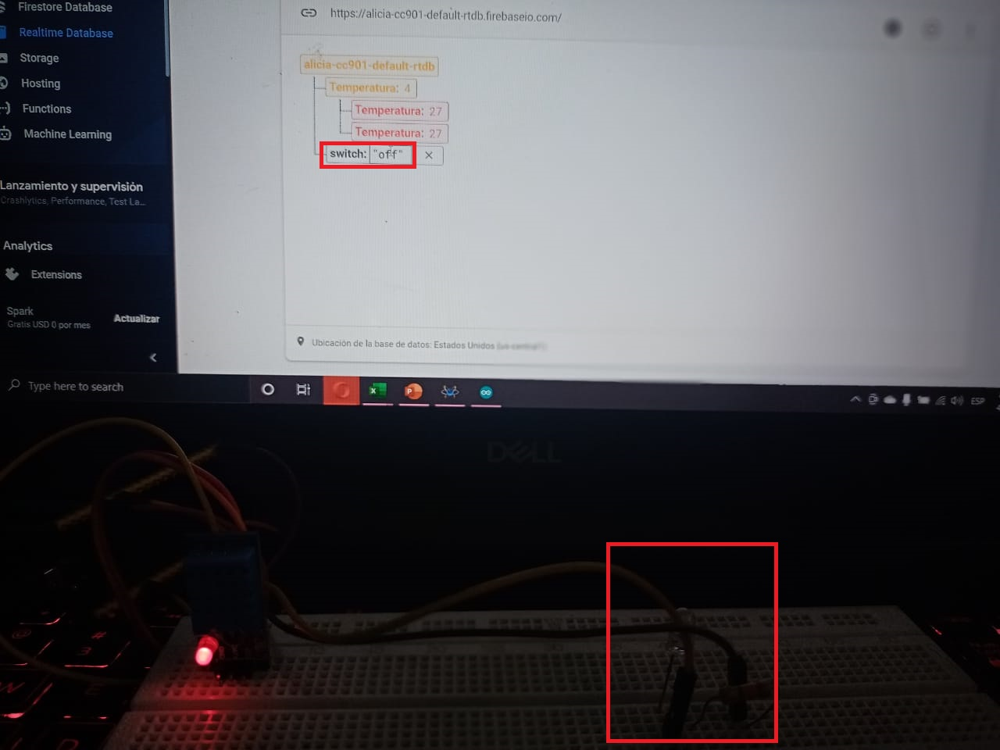 Firestore Database
Realtime Database
Storage
Hosting
Functions
Machine Learning
Lanzamiento y supervisión
Crashlytics, Performance, Test La...
Analytics
Extensions
Spark
Gratis USD 0 por mes
Actualizar
https://alicia-cc901-default-rtdb.firebaseio.com/
alicia-cc901-default-rtdb
Temperatura: 4
Temperatura: 27
Temperatura: 27
switch: "off"
Ubicación de la base de datos: Estados Unidos (us-central1)
Type here to search
ESP
DELL